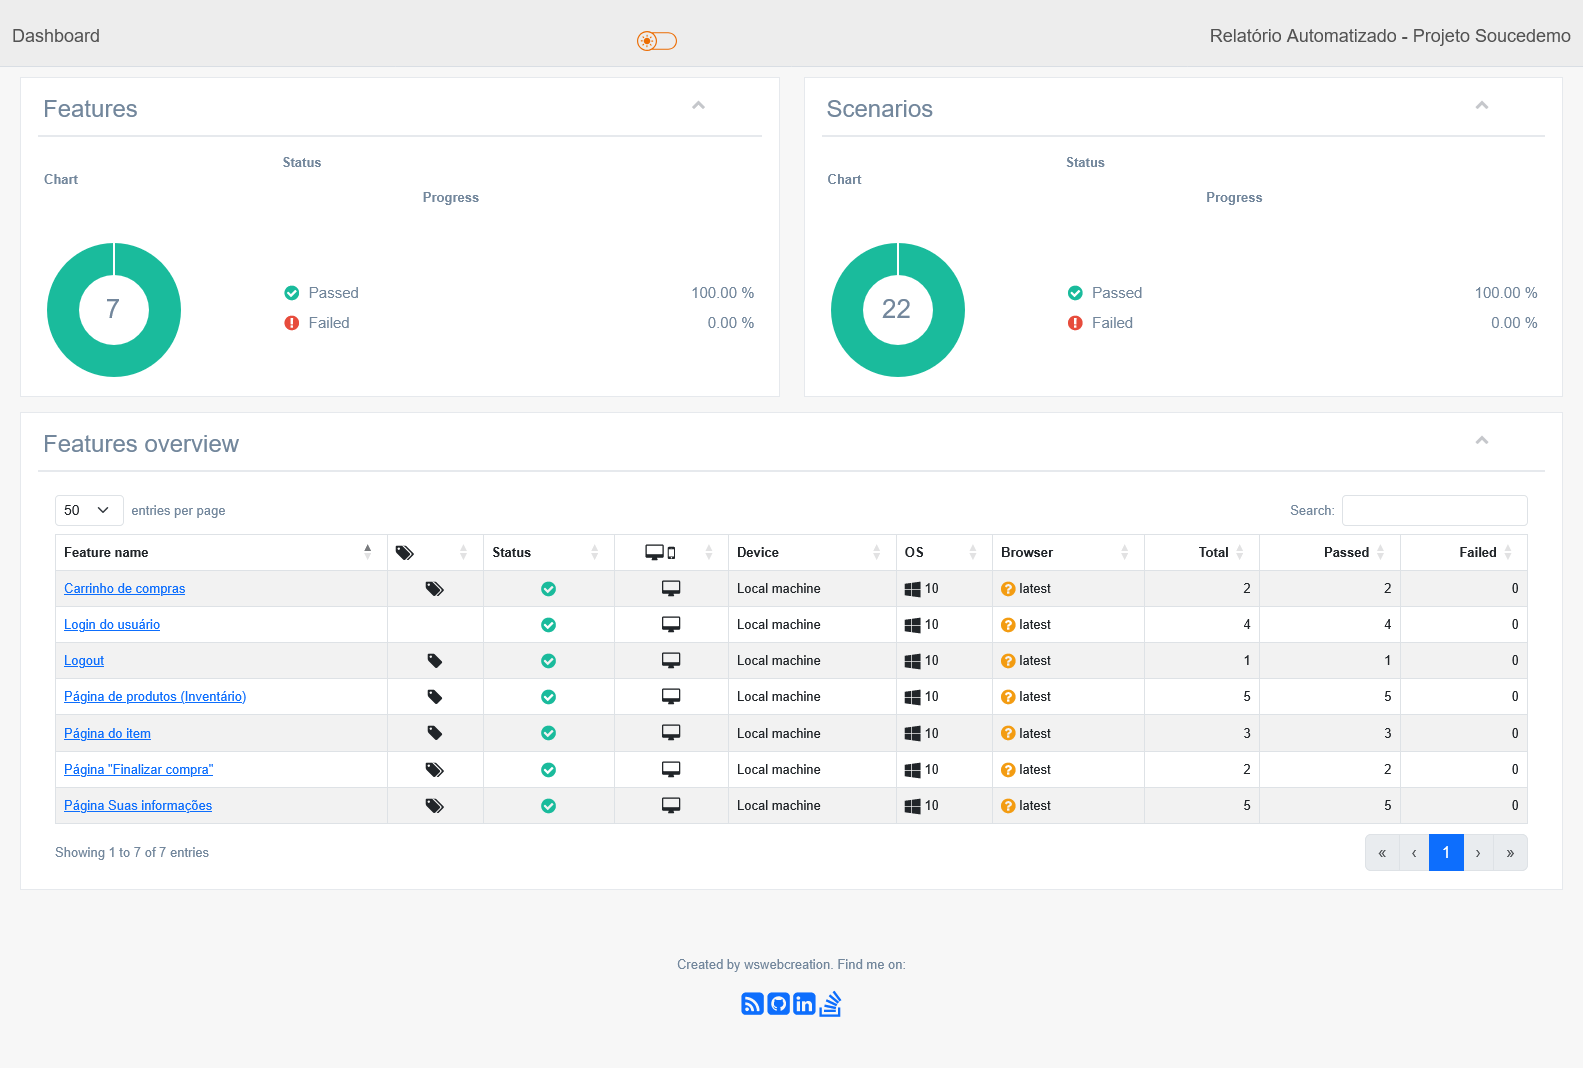 Dashboard
Relatório Automatizado - Projeto Soucedemo
Features
Status
Chart
Progress
7
Passed 100.00 %
Failed 0.00 %
Scenarios
Status
Chart
Progress
22
Passed 100.00 %
Failed 0.00 %
Features overview
50 entries per page
Search:
Feature name Status Device OS Browser Total Passed Failed
Carrinho de compras Local machine 10 latest 2 2 0
Login do usuário Local machine 10 latest 4 4 0
Logout Local machine 10 latest 1 1 0
Página de produtos (Inventário) Local machine 10 latest 5 5 0
Página do item Local machine 10 latest 3 3 0
Página "Finalizar compra" Local machine 10 latest 2 2 0
Página Suas informações Local machine 10 latest 5 5 0
Showing 1 to 7 of 7 entries
« ‹ 1 › »
Created by wswebcreation. Find me on:
in